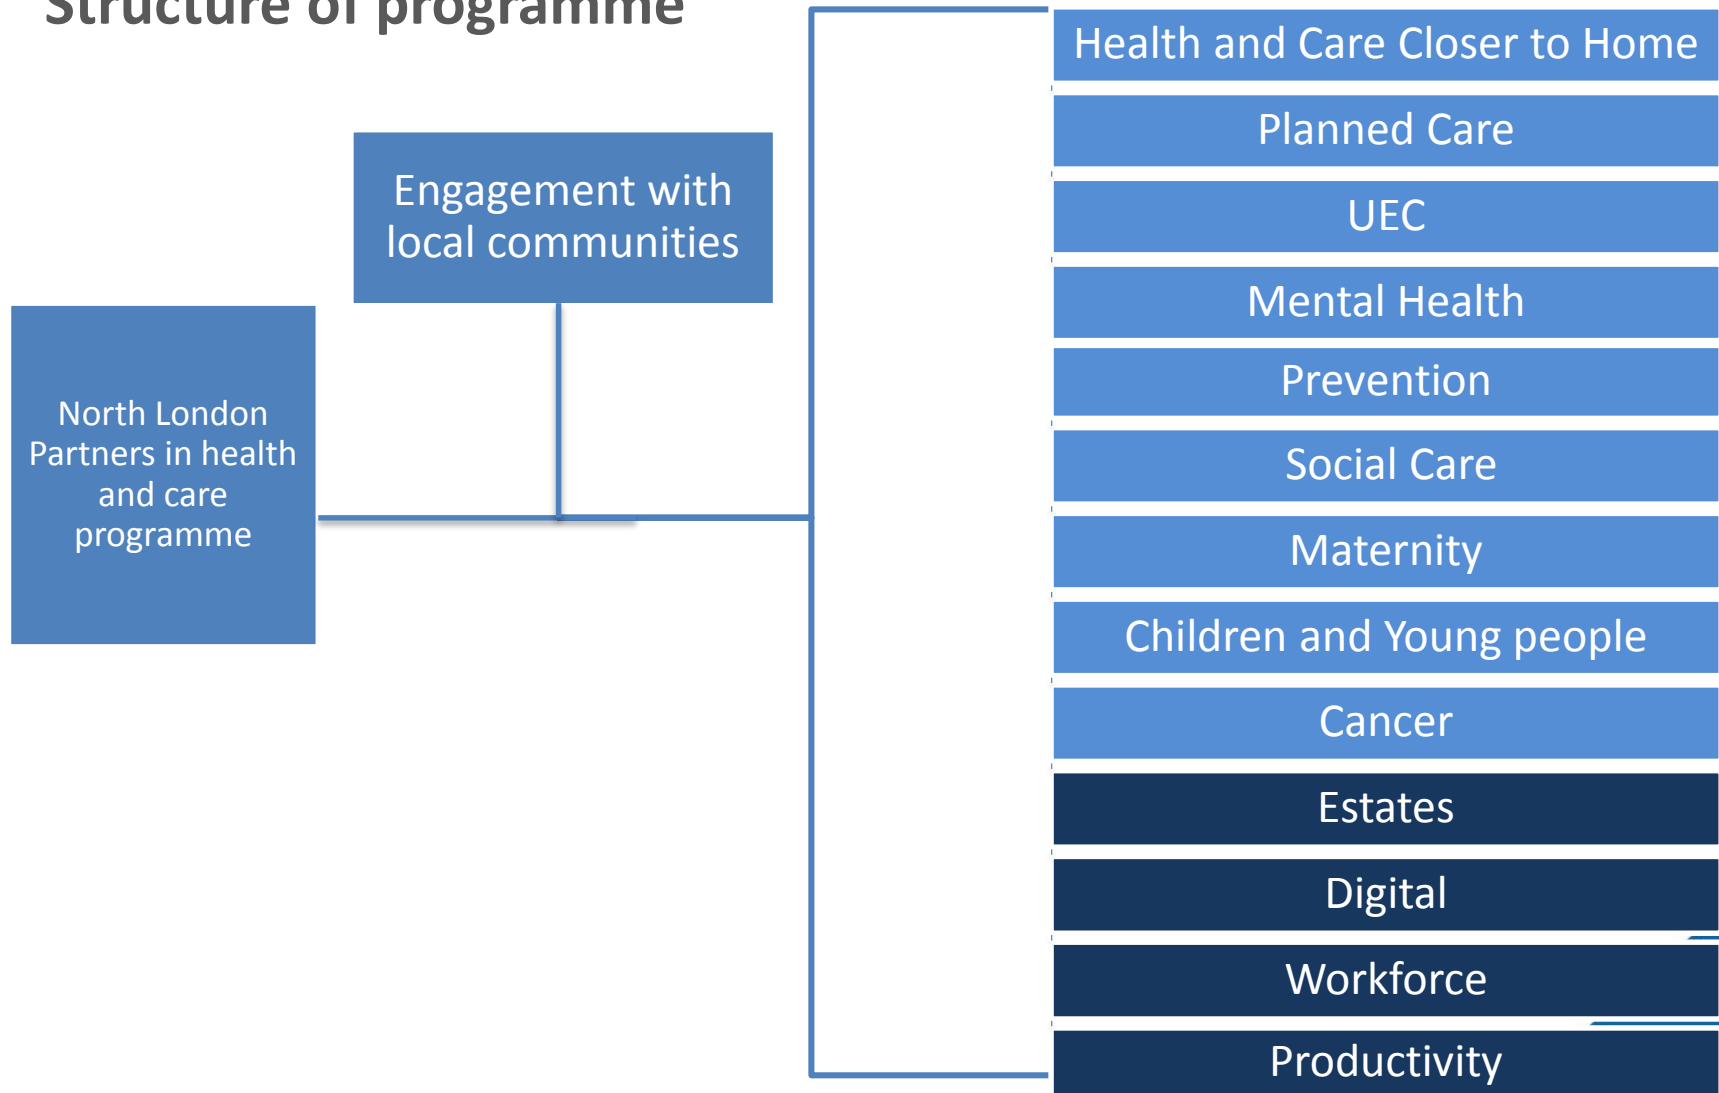 Structure of programme
Engagement with
local communities
North London
Partners in health
and care
programme
Health and Care Closer to Home
Planned Care
UEC
Mental Health
Prevention
Social Care
Maternity
Children and Young people
Cancer
Estates
Digital
Workforce
Productivity